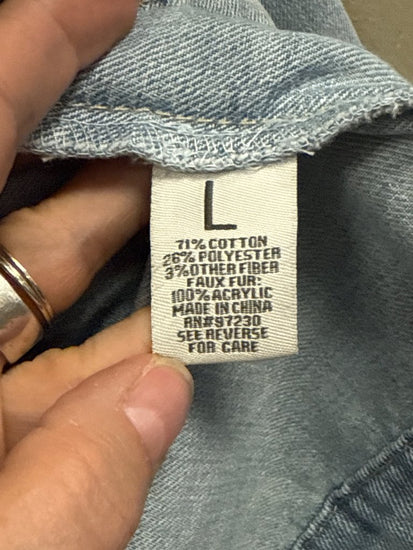 L
71% COTTON
26% POLYESTER
3% OTHER FIBER
FAUX FUR:
100% ACRYLIC
MADE IN CHINA
RN#97230
SEE REVERSE
FOR CARE